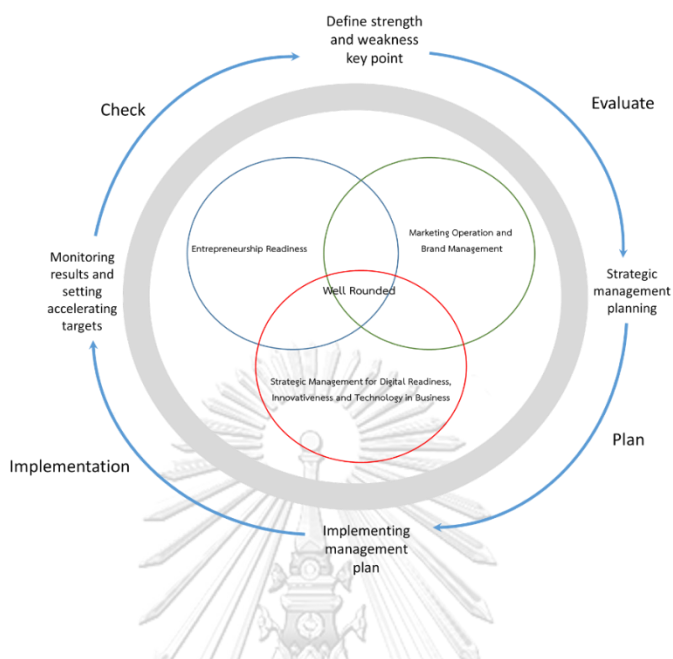 Define strength
and weakness
key point
Check
Evaluate
Entrepreneurship Readiness
Marketing Operation and
Brand Management
Monitoring
results and
setting
accelerating
targets
Well Rounded
Strategic
management
planning
Strategic Management for Digital Readiness,
Innovativeness and Technology in Business
Plan
Implementation
Implementing
management
plan